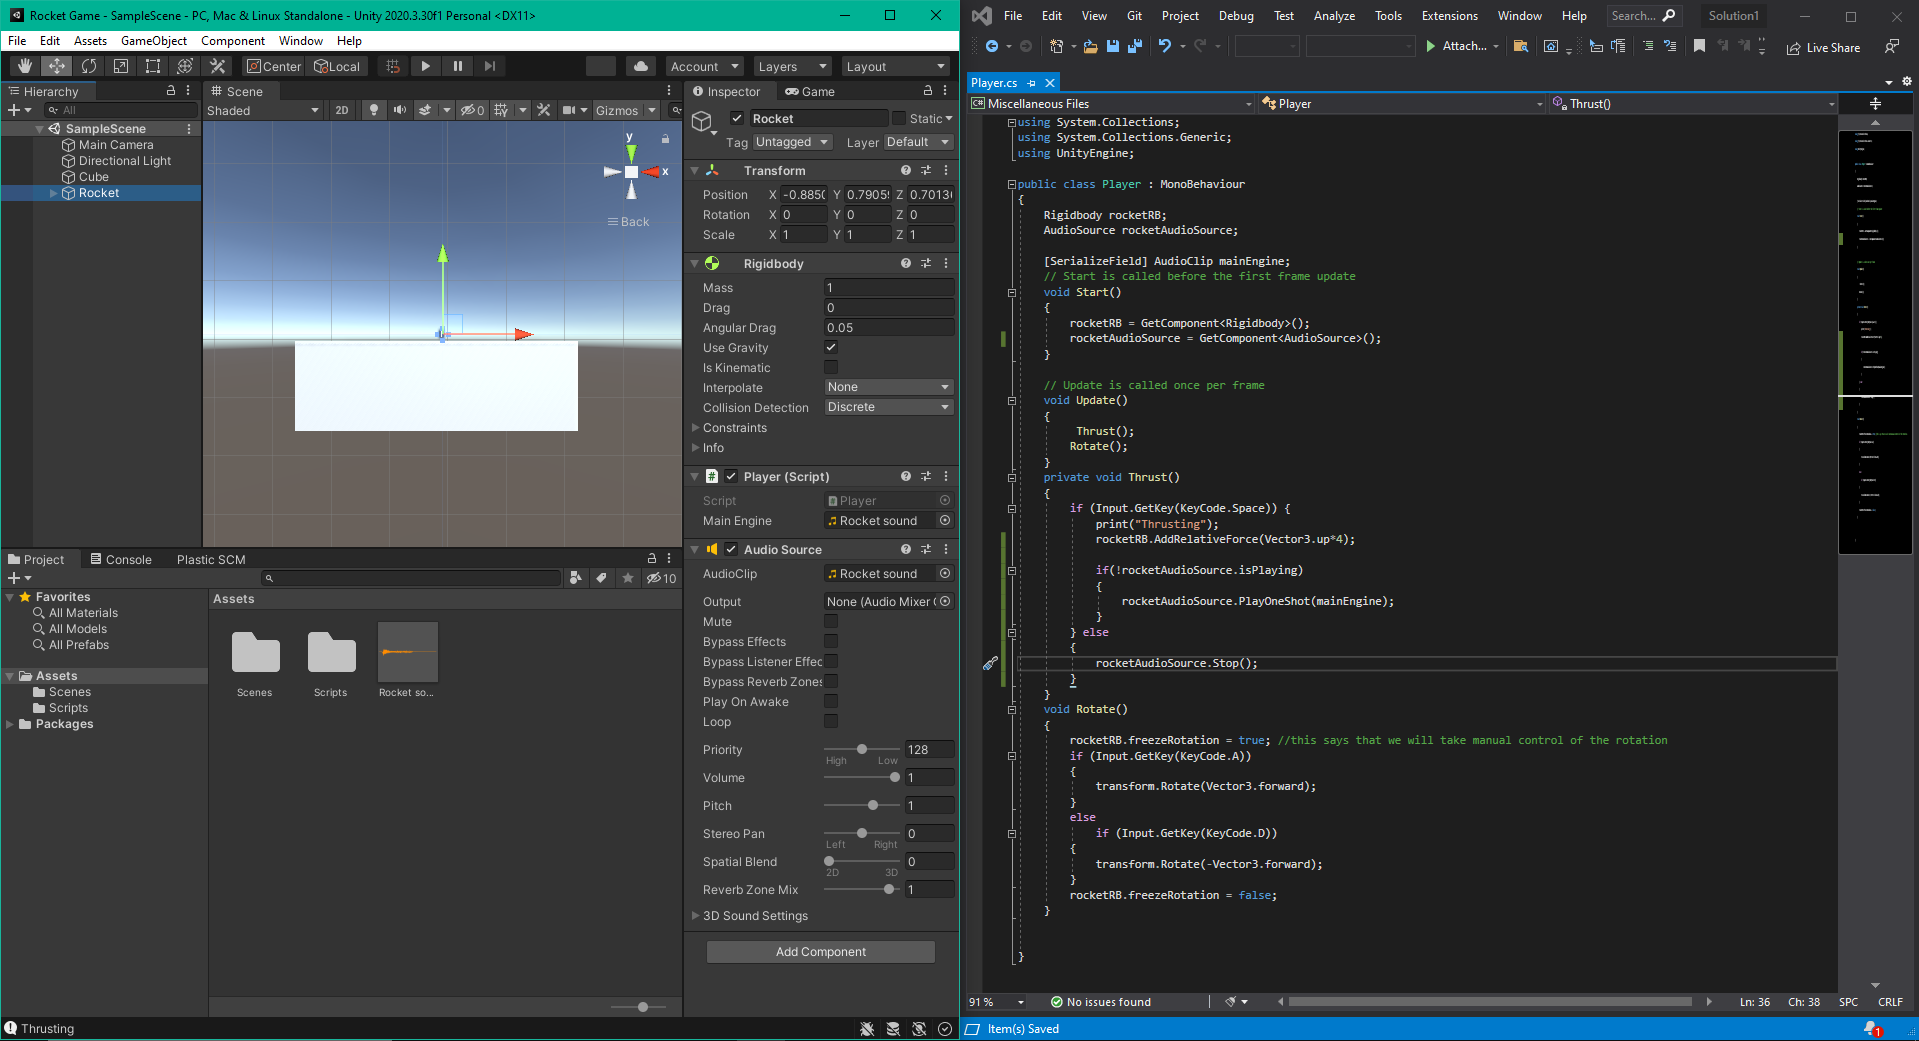 Rocket Game - SampleScene - PC, Mac & Linux Standalone - Unity 2020.3.30f1 Personal <DX11>
File Edit Assets GameObject Component Window Help
Center Local
Account Layers Layout
Hierarchy
All
SampleScene
Main Camera
Directional Light
Cube
Rocket
Scene
Shaded 2D 0 Gizmos
y
x
Back
Inspector Game
Rocket Static
Tag Untagged Layer Default
Transform
Position X -0.8850 Y 0.7905 Z 0.7013
Rotation X 0 Y 0 Z 0
Scale X 1 Y 1 Z 1
Rigidbody
Mass 1
Drag 0
Angular Drag 0.05
Use Gravity
Is Kinematic
Interpolate None
Collision Detection Discrete
Constraints
Info
Player (Script)
Script Player
Main Engine Rocket sound
Audio Source
AudioClip Rocket sound
Output None (Audio Mixer
Mute
Bypass Effects
Bypass Listener Effec
Bypass Reverb Zones
Play On Awake
Loop
Priority 128
High Low
Volume 1
Pitch 1
Stereo Pan 0
Left Right
Spatial Blend 0
2D 3D
Reverb Zone Mix 1
3D Sound Settings
Add Component
Project Console Plastic SCM
10
Favorites
All Materials
All Models
All Prefabs
Assets
Scenes
Scripts
Packages
Assets
Scenes Scripts Rocket so...
Thrusting
File Edit View Git Project Debug Test Analyze Tools Extensions Window Help Search... Solution1
Attach... Live Share
Player.cs
C# Miscellaneous Files Player Thrust()
using System.Collections;
using System.Collections.Generic;
using UnityEngine;
public class Player : MonoBehaviour
{
Rigidbody rocketRB;
AudioSource rocketAudioSource;
[SerializeField] AudioClip mainEngine;
// Start is called before the first frame update
void Start()
{
rocketRB = GetComponent<Rigidbody>();
rocketAudioSource = GetComponent<AudioSource>();
}
// Update is called once per frame
void Update()
{
Thrust();
Rotate();
}
private void Thrust()
{
if (Input.GetKey(KeyCode.Space)) {
print("Thrusting");
rocketRB.AddRelativeForce(Vector3.up*4);
if(!rocketAudioSource.isPlaying)
{
rocketAudioSource.PlayOneShot(mainEngine);
}
} else
{
rocketAudioSource.Stop();
}
}
void Rotate()
{
rocketRB.freezeRotation = true; //this says that we will take manual control of the rotation
if (Input.GetKey(KeyCode.A))
{
transform.Rotate(Vector3.forward);
}
else
if (Input.GetKey(KeyCode.D))
{
transform.Rotate(-Vector3.forward);
}
rocketRB.freezeRotation = false;
}
}
91 % No issues found Ln: 36 Ch: 38 SPC CRLF
Item(s) Saved 1